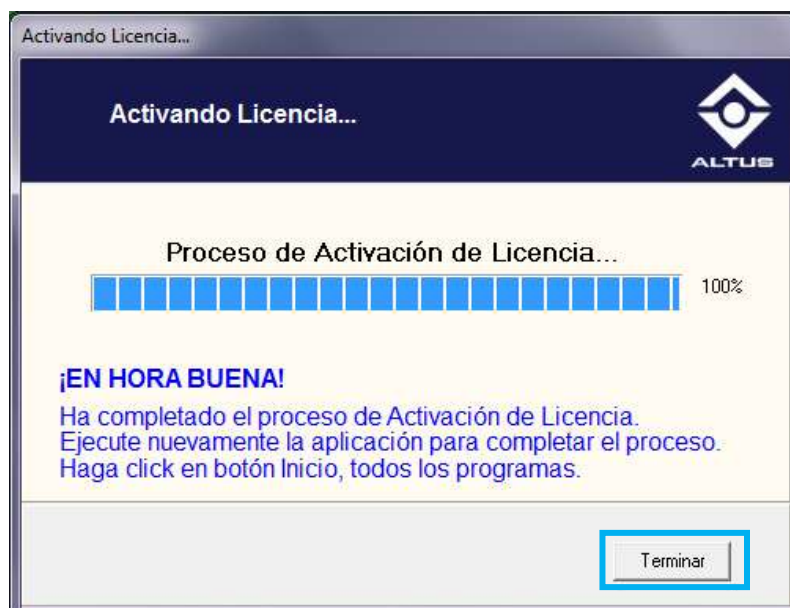 Activando Licencia...
Activando Licencia...
ALTUS
Proceso de Activación de Licencia...
100%
¡EN HORA BUENA!
Ha completado el proceso de Activación de Licencia.
Ejecute nuevamente la aplicación para completar el proceso.
Haga click en botón Inicio, todos los programas.
Terminar